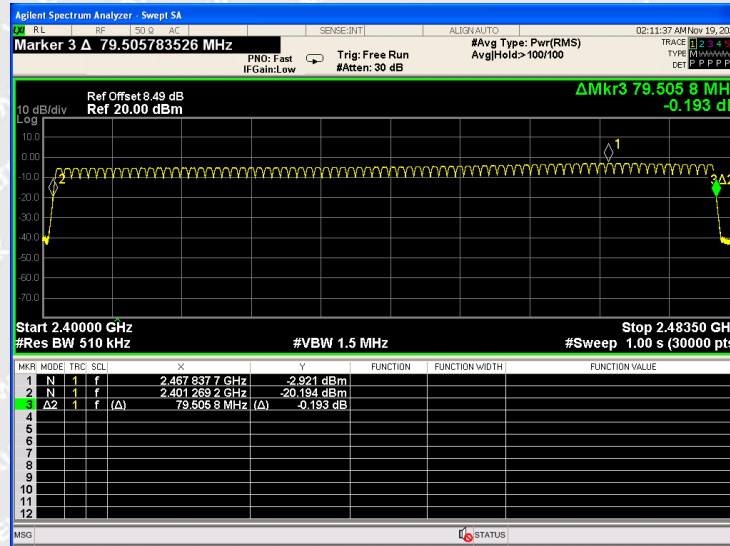 Agilent Spectrum Analyzer - Swept SA
LXI RL RF 50 Ω AC SENSE:INT ALIGN AUTO 02:11:37 AM Nov 19, 20
Marker 3 Δ 79.505783526 MHz
PNO: Fast
IFGain:Low
Trig: Free Run
#Atten: 30 dB
#Avg Type: Pwr(RMS)
Avg|Hold:>100/100
TRACE 1 2 3 4 5
TYPE M
DET P P P P P
ΔMkr3 79.505 8 MH
-0.193 d
Ref Offset 8.49 dB
10 dB/div Ref 20.00 dBm
Log
10.0
0.00
-10.0
-20.0
-30.0
-40.0
-50.0
-60.0
-70.0
1
2
3Δ2
Start 2.40000 GHz Stop 2.48350 GH
#Res BW 510 kHz #VBW 1.5 MHz #Sweep 1.00 s (30000 pts
MKR MODE TRC SCL X Y FUNCTION FUNCTION WIDTH FUNCTION VALUE
1 N 1 f 2.467 837 7 GHz -2.921 dBm
2 N 1 f 2.401 269 2 GHz -20.194 dBm
3 Δ2 1 f (Δ) 79.505 8 MHz (Δ) -0.193 dB
4
5
6
7
8
9
10
11
12
MSG STATUS